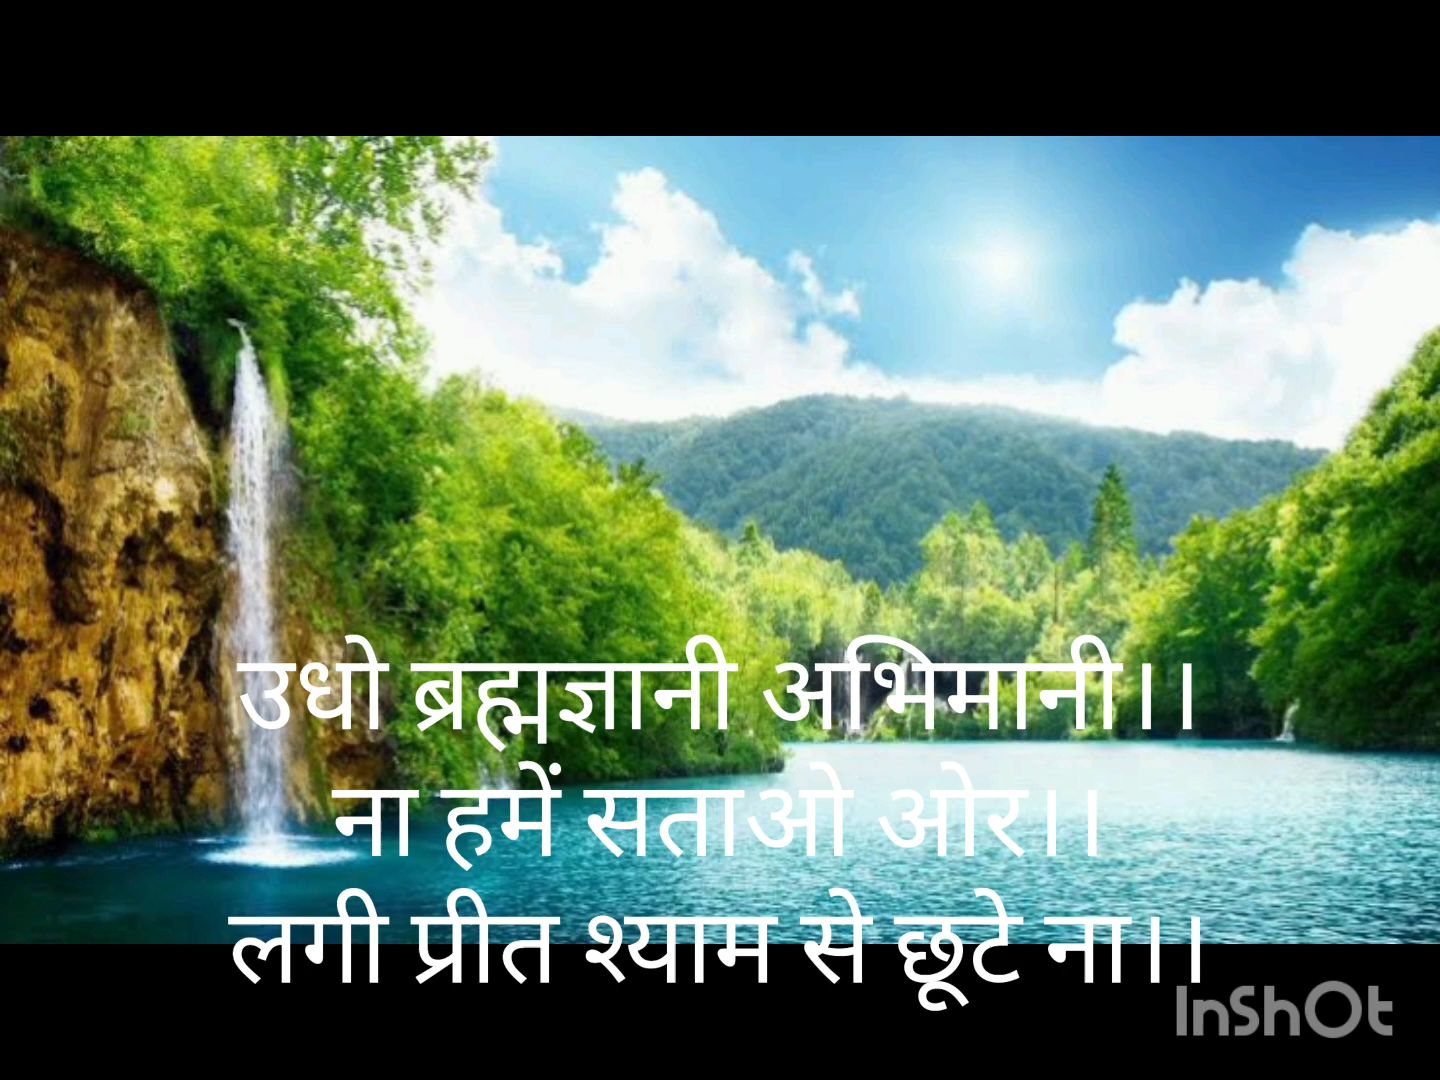 उधो ब्रह्मज्ञानी अभिमानी।।
ना हमें सताओ ओर।।
लगी प्रीत श्याम से छूटे ना।।
InShOt